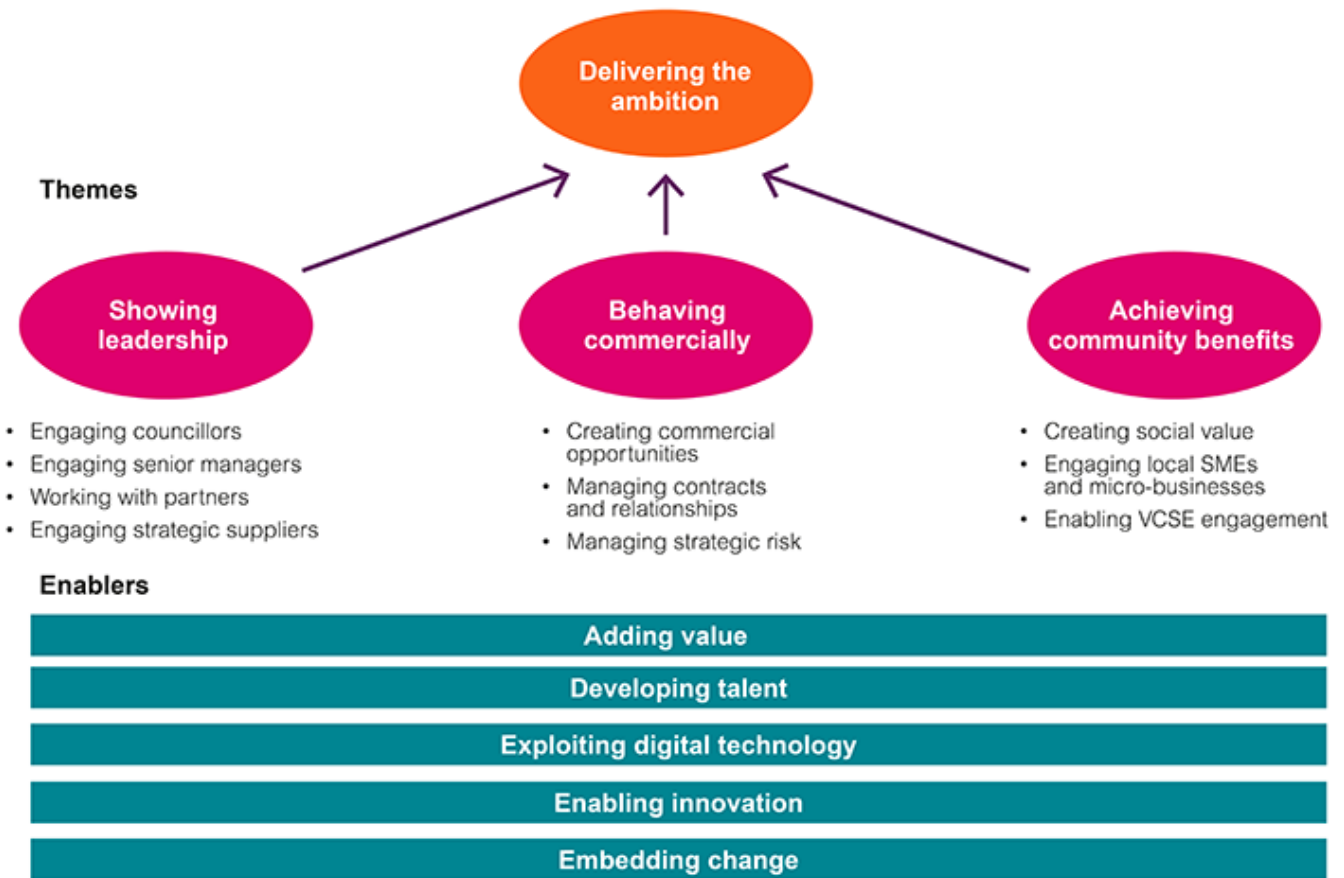 Delivering the
ambition
Themes
Showing
leadership
Behaving
commercially
Achieving
community benefits
• Engaging councillors
• Engaging senior managers
• Working with partners
• Engaging strategic suppliers
• Creating commercial
opportunities
• Managing contracts
and relationships
• Managing strategic risk
• Creating social value
• Engaging local SMEs
and micro-businesses
• Enabling VCSE engagement
Enablers
Adding value
Developing talent
Exploiting digital technology
Enabling innovation
Embedding change